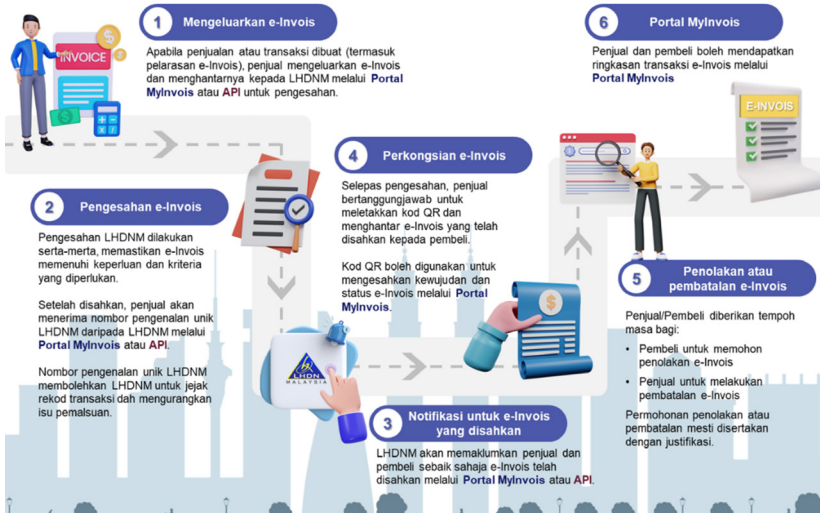 1
Mengeluarkan e-Invois
Apabila penjualan atau transaksi dibuat (termasuk
pelarasan e-Invois), penjual mengeluarkan e-Invois
dan menghantarnya kepada LHDNM melalui Portal
MyInvois atau API untuk pengesahan.
INVOICE
$
$
2
Pengesahan e-Invois
Pengesahan LHDNM dilakukan
serta-merta, memastikan e-Invois
memenuhi keperluan dan kriteria
yang diperlukan.
Setelah disahkan, penjual akan
menerima nombor pengenalan unik
LHDNM daripada LHDNM melalui
Portal MyInvois atau API.
Nombor pengenalan unik LHDNM
membolehkan LHDNM untuk jejak
rekod transaksi dah mengurangkan
isu pemalsuan.
LHDN
MALAYSIA
3
Notifikasi untuk e-Invois
yang disahkan
LHDNM akan memaklumkan penjual dan
pembeli sebaik sahaja e-Invois telah
disahkan melalui Portal MyInvois atau API.
4
Perkongsian e-Invois
Selepas pengesahan, penjual
bertanggungjawab untuk
meletakkan kod QR dan
menghantar e-Invois yang telah
disahkan kepada pembeli.
Kod QR boleh digunakan untuk
mengesahkan kewujudan dan
status e-Invois melalui Portal
MyInvois.
$
5
Penolakan atau
pembatalan e-Invois
Penjual/Pembeli diberikan tempoh
masa bagi:
• Pembeli untuk memohon
penolakan e-Invois
• Penjual untuk melakukan
pembatalan e-Invois
Permohonan penolakan atau
pembatalan mesti disertakan
dengan justifikasi.
6
Portal MyInvois
Penjual dan pembeli boleh mendapatkan
ringkasan transaksi e-Invois melalui
Portal MyInvois
E-INVOIS